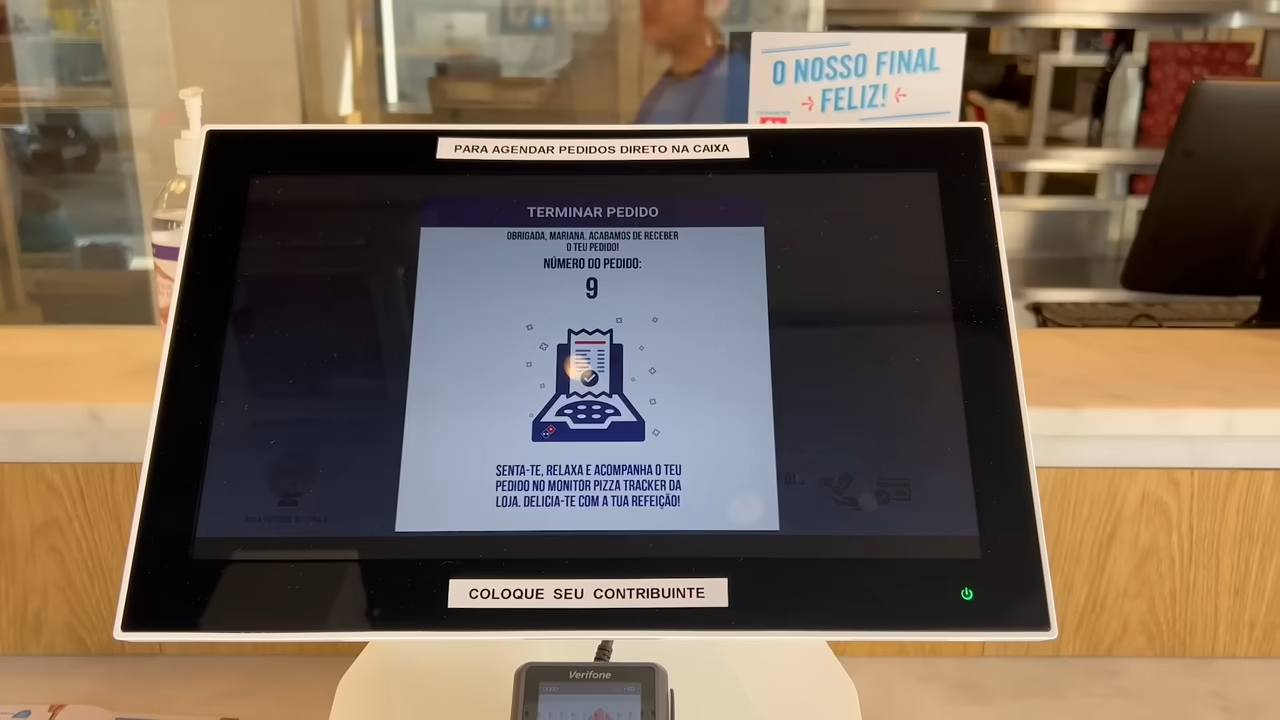 O NOSSO FINAL
FELIZ!
PARA AGENDAR PEDIDOS DIRETO NA CAIXA
TERMINAR PEDIDO
OBRIGADA, MARIANA. ACABAMOS DE RECEBER
O TEU PEDIDO!
NÚMERO DO PEDIDO:
9
SENTA-TE, RELAXA E ACOMPANHA O TEU
PEDIDO NO MONITOR PIZZA TRACKER DA
LOJA. DELICIA-TE COM A TUA REFEIÇÃO!
COLOQUE SEU CONTRIBUINTE
Verifone